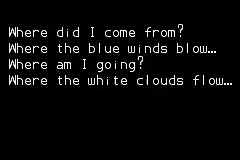 Where did I come from?
Where the blue winds blow…
Where am I going?
Where the white clouds flow…